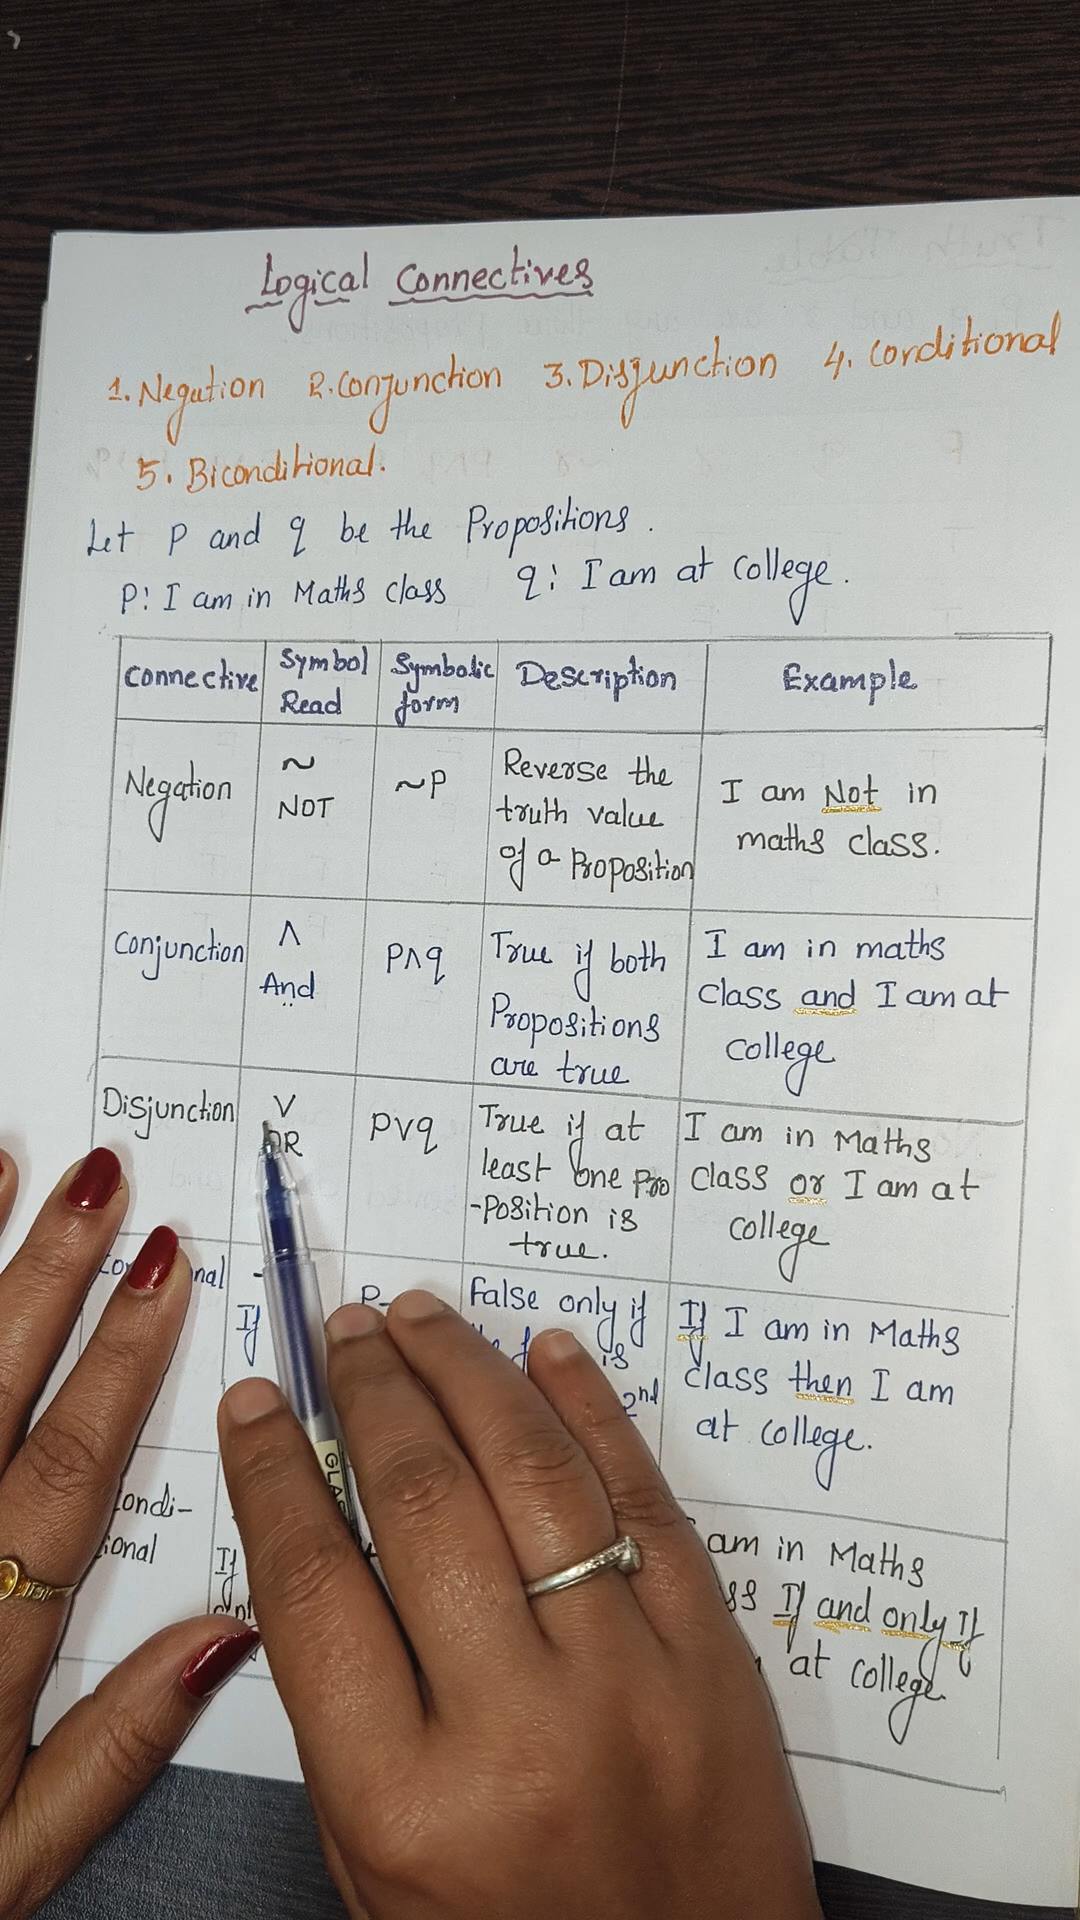 Logical Connectives
1. Negation 2. Conjunction 3. Disjunction 4. Conditional
5. Biconditional.
Let p and q be the Propositions.
p: I am in Maths class q: I am at college.
Connective
Symbol
Read
Symbolic
form
Description
Example
Negation
~
NOT
~p
Reverse the
truth value
of a Proposition
I am Not in
maths class.
Conjunction
∧
And
p∧q
True if both
Propositions
are true
I am in maths
class and I am at
college
Disjunction
∨
OR
p∨q
True if at
least one pro
-position is
true.
I am in Maths
class or I am at
college
If
P
False only if
is
2nd
If I am in Maths
class then I am
at college.
If
am in Maths
If and only If
at college.